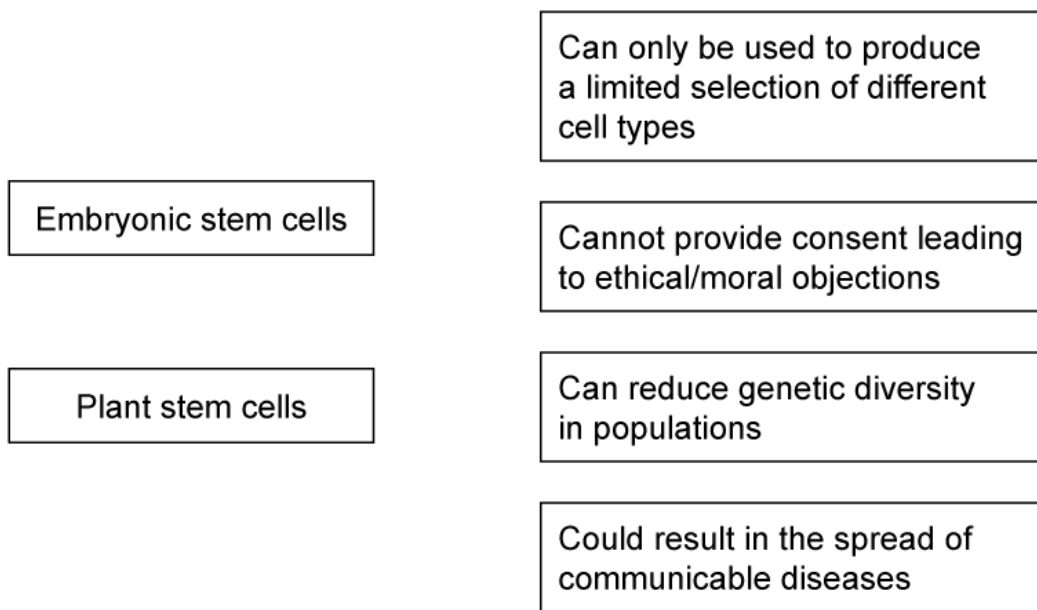 Embryonic stem cells
Plant stem cells
Can only be used to produce
a limited selection of different
cell types
Cannot provide consent leading
to ethical/moral objections
Can reduce genetic diversity
in populations
Could result in the spread of
communicable diseases